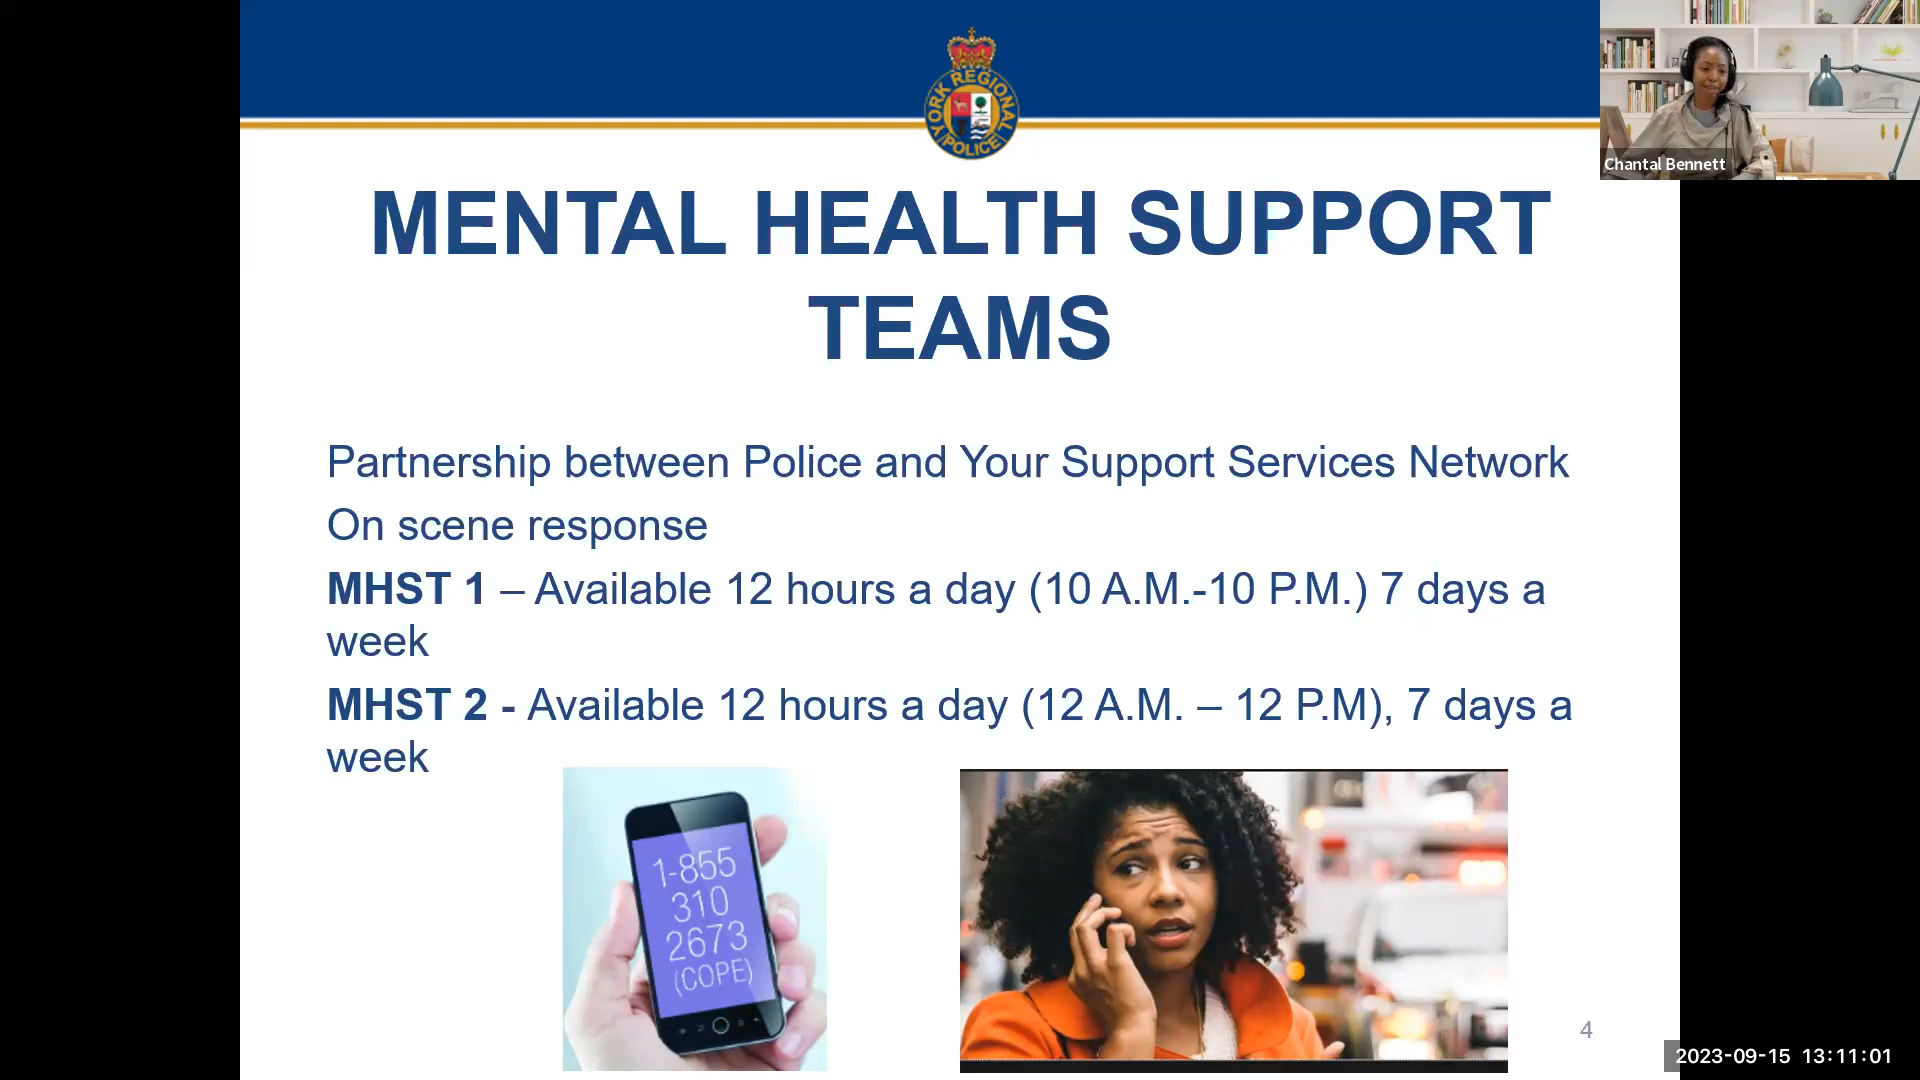 YORK REGIONAL
POLICE
Chantal Bennett
MENTAL HEALTH SUPPORT
TEAMS
Partnership between Police and Your Support Services Network
On scene response
MHST 1 – Available 12 hours a day (10 A.M.-10 P.M.) 7 days a
week
MHST 2 - Available 12 hours a day (12 A.M. – 12 P.M), 7 days a
week
1-855
310
2673
(COPE)
4
2023-09-15 13:11:01